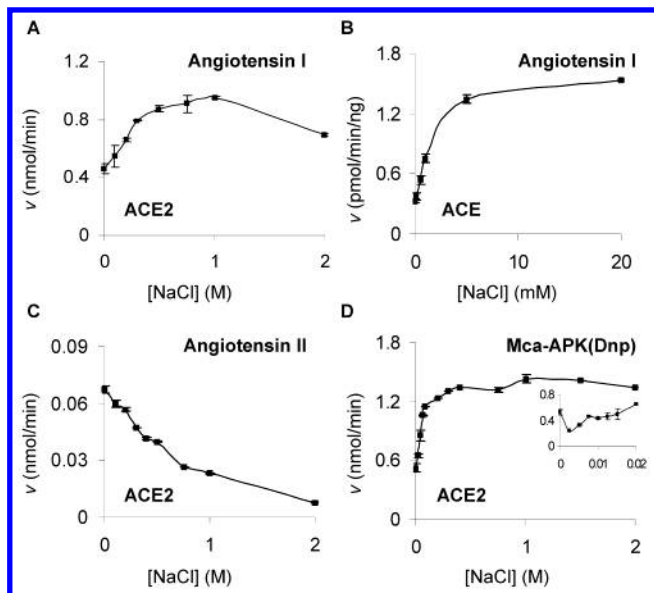 A
Angiotensin I
1.2
0.8
0.4
0
v (nmol/min)
ACE2
0 1 2
[NaCl] (M)
B
Angiotensin I
1.8
1.2
0.6
0
v (pmol/min/ng)
ACE
0 10 20
[NaCl] (mM)
C
Angiotensin II
0.09
0.06
0.03
0
v (nmol/min)
ACE2
0 1 2
[NaCl] (M)
D
Mca-APK(Dnp)
1.8
1.2
0.6
0
v (nmol/min)
0.8
0.4
0
0 0.01 0.02
ACE2
0 1 2
[NaCl] (M)